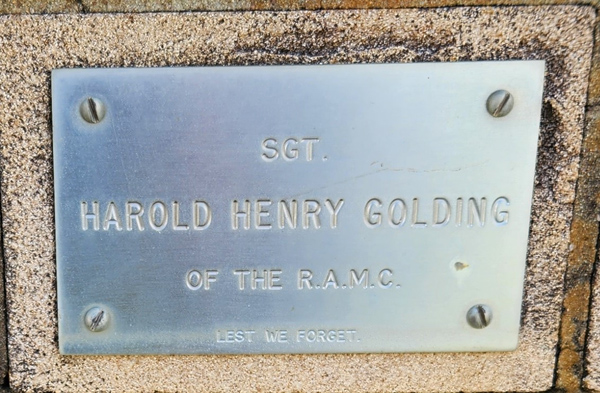 SGT.
HAROLD HENRY GOLDING
OF THE R.A.M.C.
LEST WE FORGET.